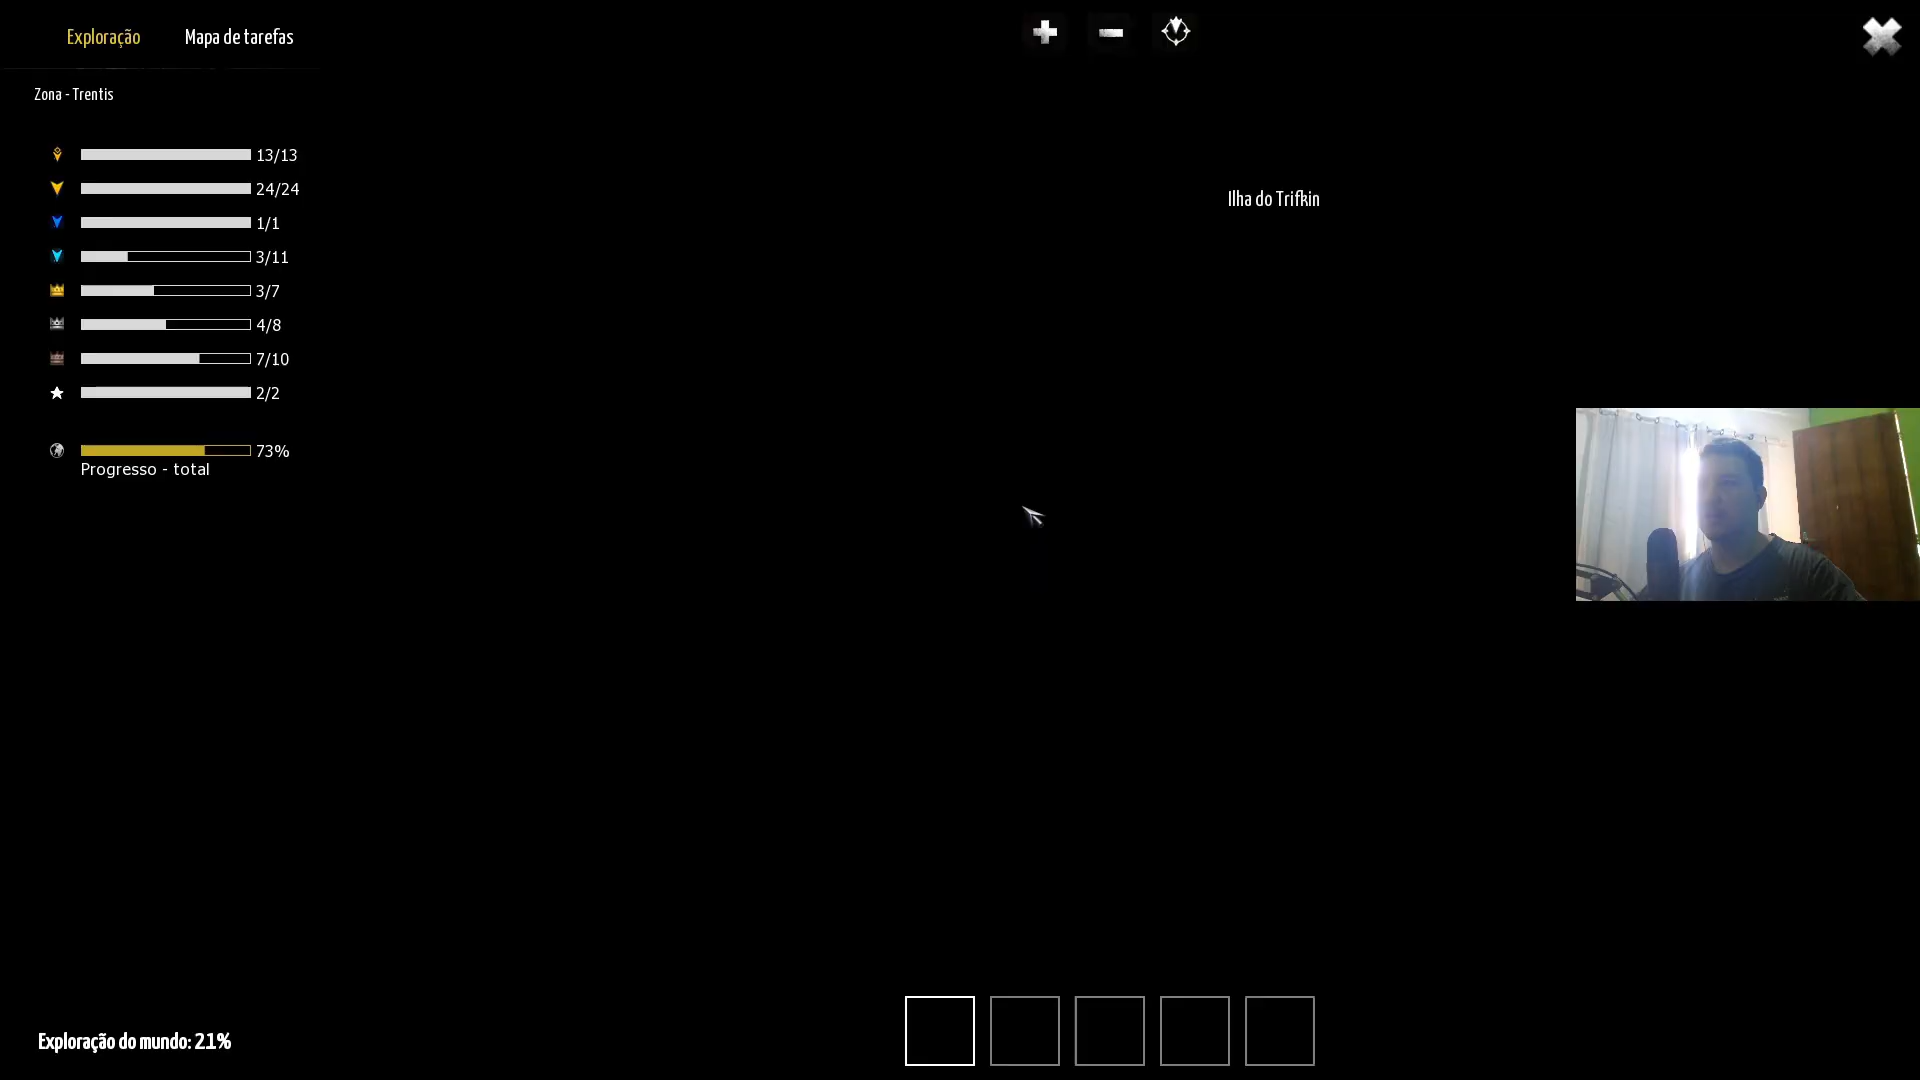 Exploração
Mapa de tarefas
Zona - Trentis
13/13
24/24
1/1
3/11
3/7
4/8
7/10
2/2
73%
Progresso - total
Ilha do Trifkin
Exploração do mundo: 21%